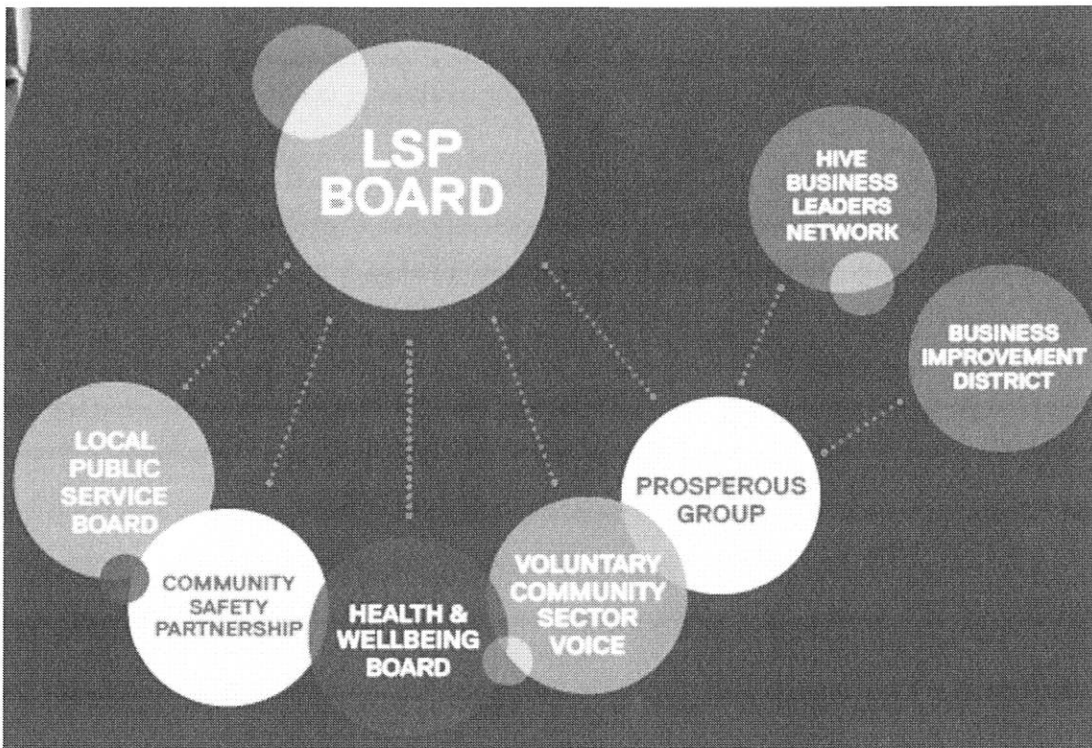 LSP
BOARD
HIVE
BUSINESS
LEADERS
NETWORK
BUSINESS
IMPROVEMENT
DISTRICT
LOCAL
PUBLIC
SERVICE
BOARD
COMMUNITY
SAFETY
PARTNERSHIP
HEALTH &
WELLBEING
BOARD
VOLUNTARY
COMMUNITY
SECTOR
VOICE
PROSPEROUS
GROUP